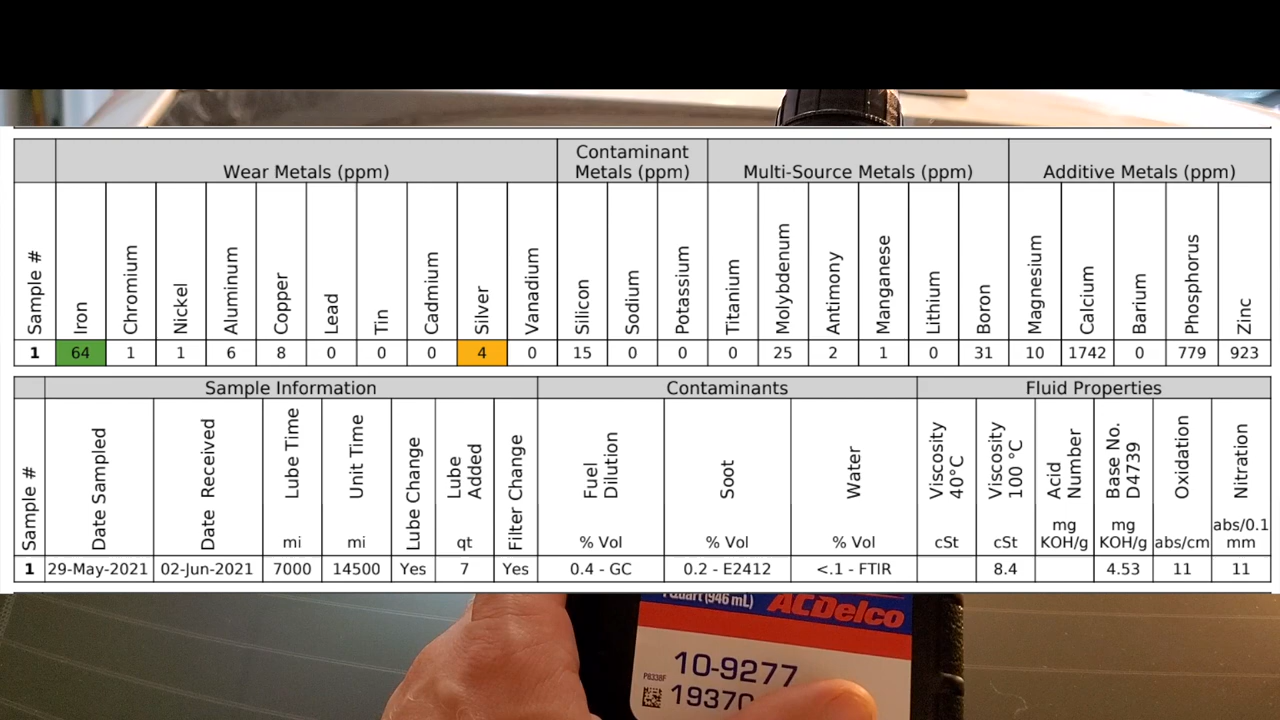 Wear Metals (ppm) Contaminant Metals (ppm) Multi-Source Metals (ppm) Additive Metals (ppm)
Sample # Iron Chromium Nickel Aluminum Copper Lead Tin Cadmium Silver Vanadium Silicon Sodium Potassium Titanium Molybdenum Antimony Manganese Lithium Boron Magnesium Calcium Barium Phosphorus Zinc
1 64 1 1 6 8 0 0 0 4 0 15 0 0 0 25 2 1 0 31 10 1742 0 779 923
Sample Information Contaminants Fluid Properties
Sample # Date Sampled Date Received Lube Time mi Unit Time mi Lube Change Lube Added qt Filter Change Fuel Dilution % Vol Soot % Vol Water % Vol Viscosity 40°C cSt Viscosity 100 °C cSt Acid Number mg KOH/g Base No. D4739 mg KOH/g Oxidation abs/cm Nitration abs/0.1 mm
1 29-May-2021 02-Jun-2021 7000 14500 Yes 7 Yes 0.4 - GC 0.2 - E2412 <.1 - FTIR 8.4 4.53 11 11
1 Quart (946 mL) ACDelco
10-9277
19370